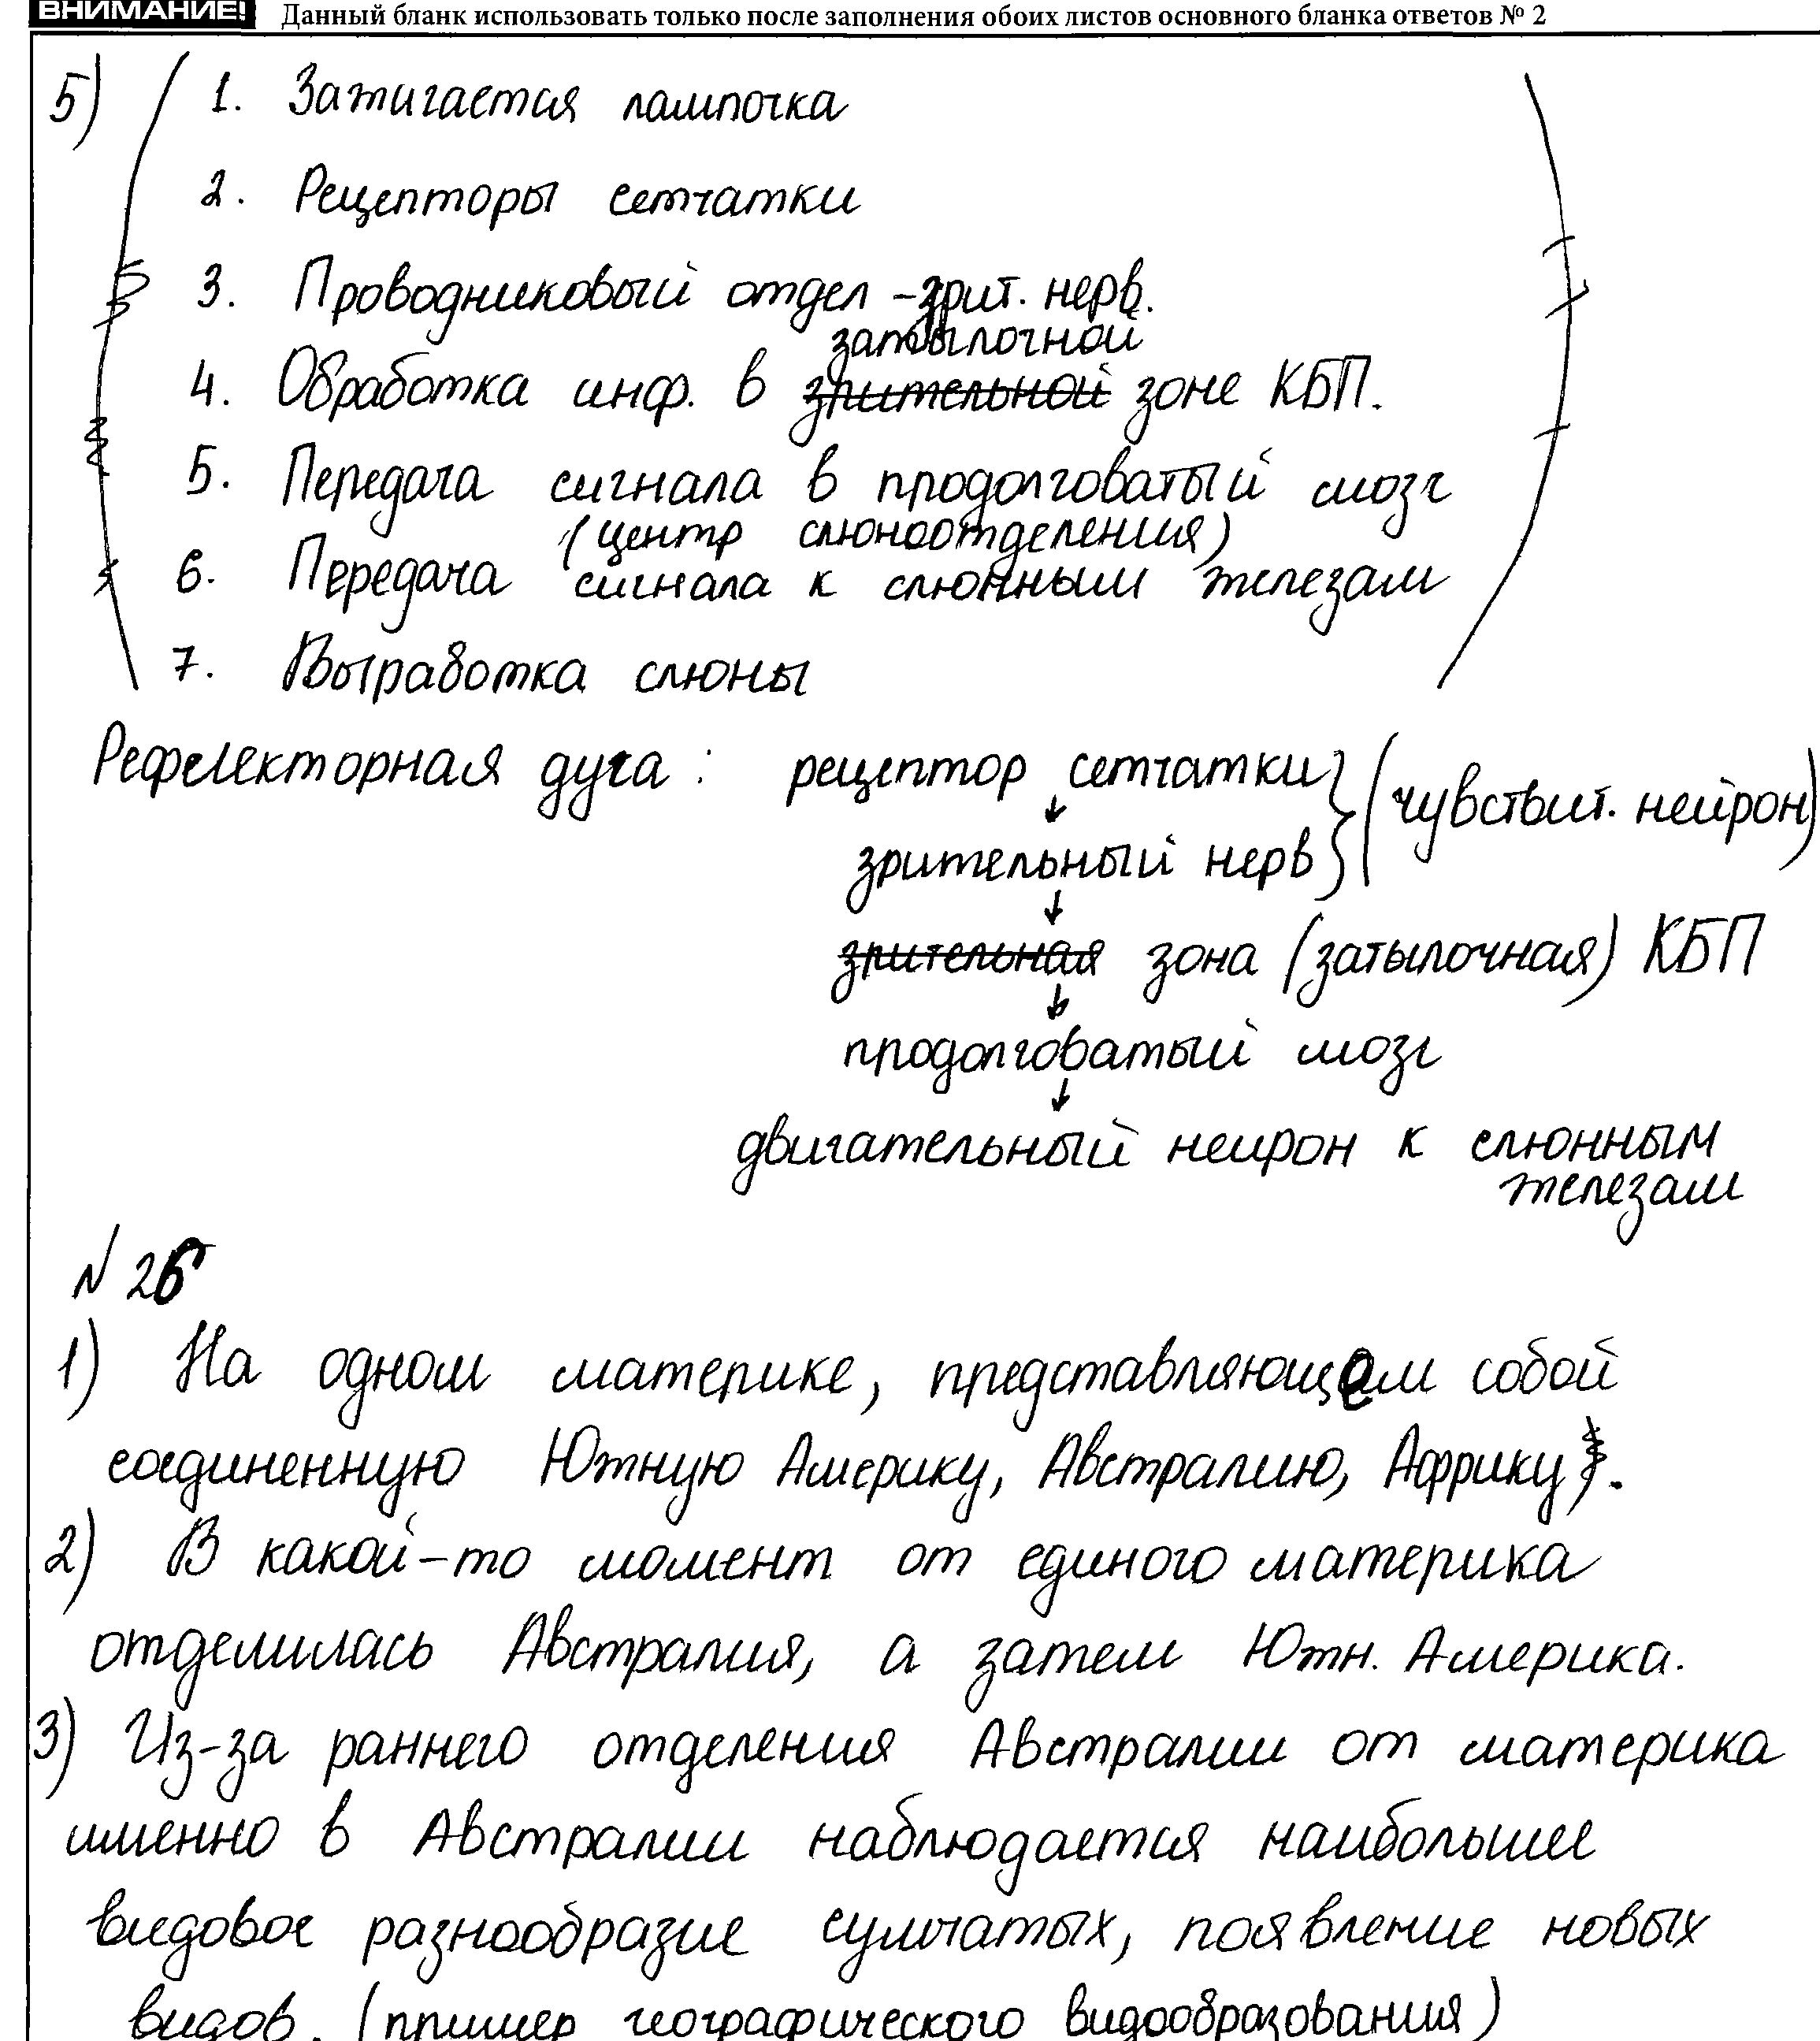 ВНИМАНИЕ! Данный бланк использовать только после заполнения обоих листов основного бланка ответов № 2
5) ( 1. Зажигается лампочка
2. Рецепторы сетчатки
3. Проводниковый отдел - зрит. нерв.
затылочной
4. Обработка инф. в зрительной зоне КБП.
5. Передача сигнала в продолговатый мозг
(центр слюноотделения)
6. Передача сигнала к слюнным железам
7. Выработка слюны )
Рефлекторная дуга: рецептор сетчатки } (чувствит. нейрон)
↓
зрительный нерв }
↓
зрительная зона (затылочная) КБП
↓
продолговатый мозг
↓
двигательный нейрон к слюнным
железам
N 26
1) На одном материке, представляющем собой
соединенную Южную Америку, Австралию, Африку.
2) В какой-то момент от единого материка
отделилась Австралия, а затем Южн. Америка.
3) Из-за раннего отделения Австралии от материка
именно в Австралии наблюдается наибольшее
видовое разнообразие сумчатых, появление новых
видов. (пример географического видообразования)